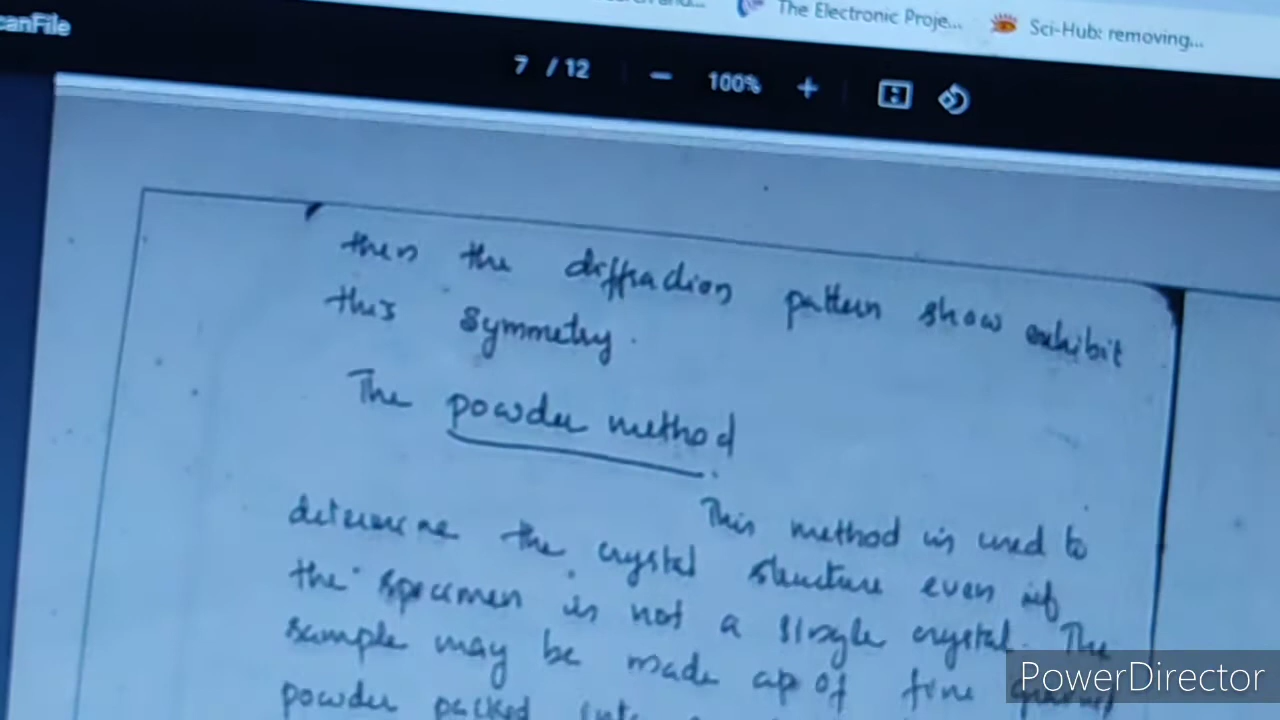 canFile
The Electronic Proje...
Sci-Hub: removing...
7 / 12
100%
then the diffraction pattern show exhibit
this symmetry.
The powder method
This method is used to
determine the crystal structure even if
the specimen is not a single crystal. The
sample may be made up of fine
powder packed
PowerDirector